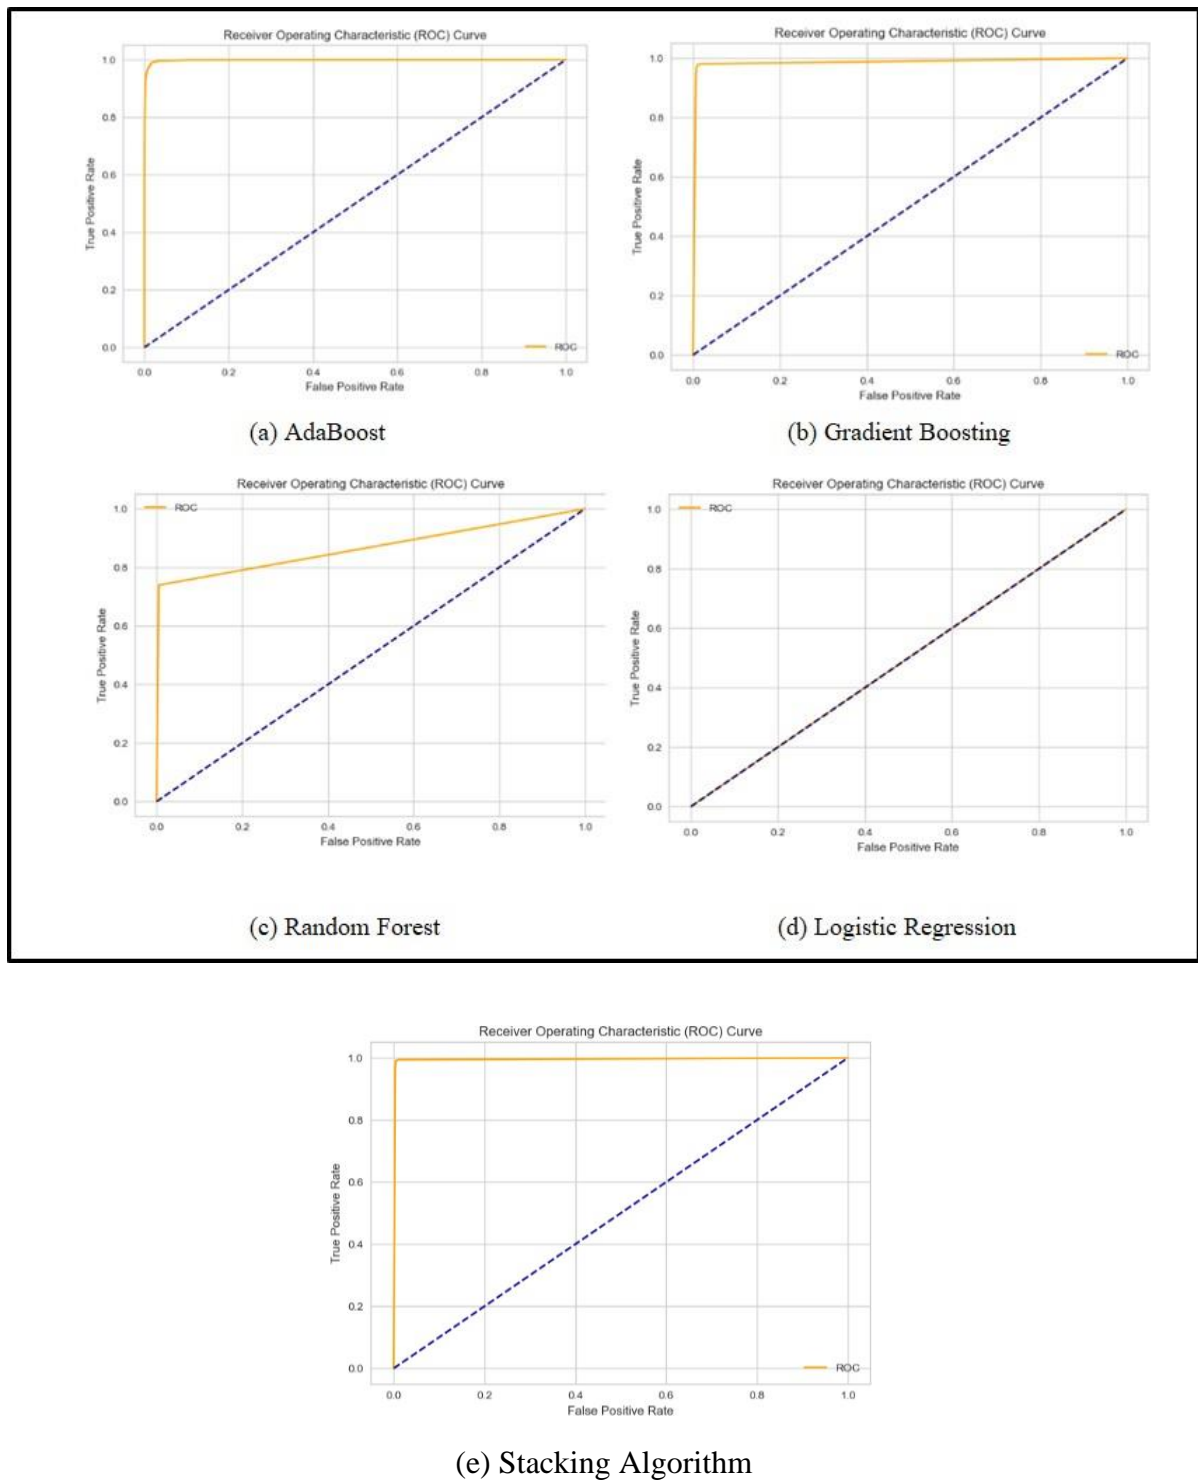 Receiver Operating Characteristic (ROC) Curve
1.0
0.8
0.6
0.4
0.2
0.0
True Positive Rate
ROC
0.0 0.2 0.4 0.6 0.8 1.0
False Positive Rate
(a) AdaBoost
Receiver Operating Characteristic (ROC) Curve
1.0
0.8
0.6
0.4
0.2
0.0
True Positive Rate
ROC
0.0 0.2 0.4 0.6 0.8 1.0
False Positive Rate
(b) Gradient Boosting
Receiver Operating Characteristic (ROC) Curve
ROC
1.0
0.8
0.6
0.4
0.2
0.0
True Positive Rate
0.0 0.2 0.4 0.6 0.8 1.0
False Positive Rate
(c) Random Forest
Receiver Operating Characteristic (ROC) Curve
ROC
1.0
0.8
0.6
0.4
0.2
0.0
True Positive Rate
0.0 0.2 0.4 0.6 0.8 1.0
False Positive Rate
(d) Logistic Regression
Receiver Operating Characteristic (ROC) Curve
1.0
0.8
0.6
0.4
0.2
0.0
True Positive Rate
ROC
0.0 0.2 0.4 0.6 0.8 1.0
False Positive Rate
(e) Stacking Algorithm